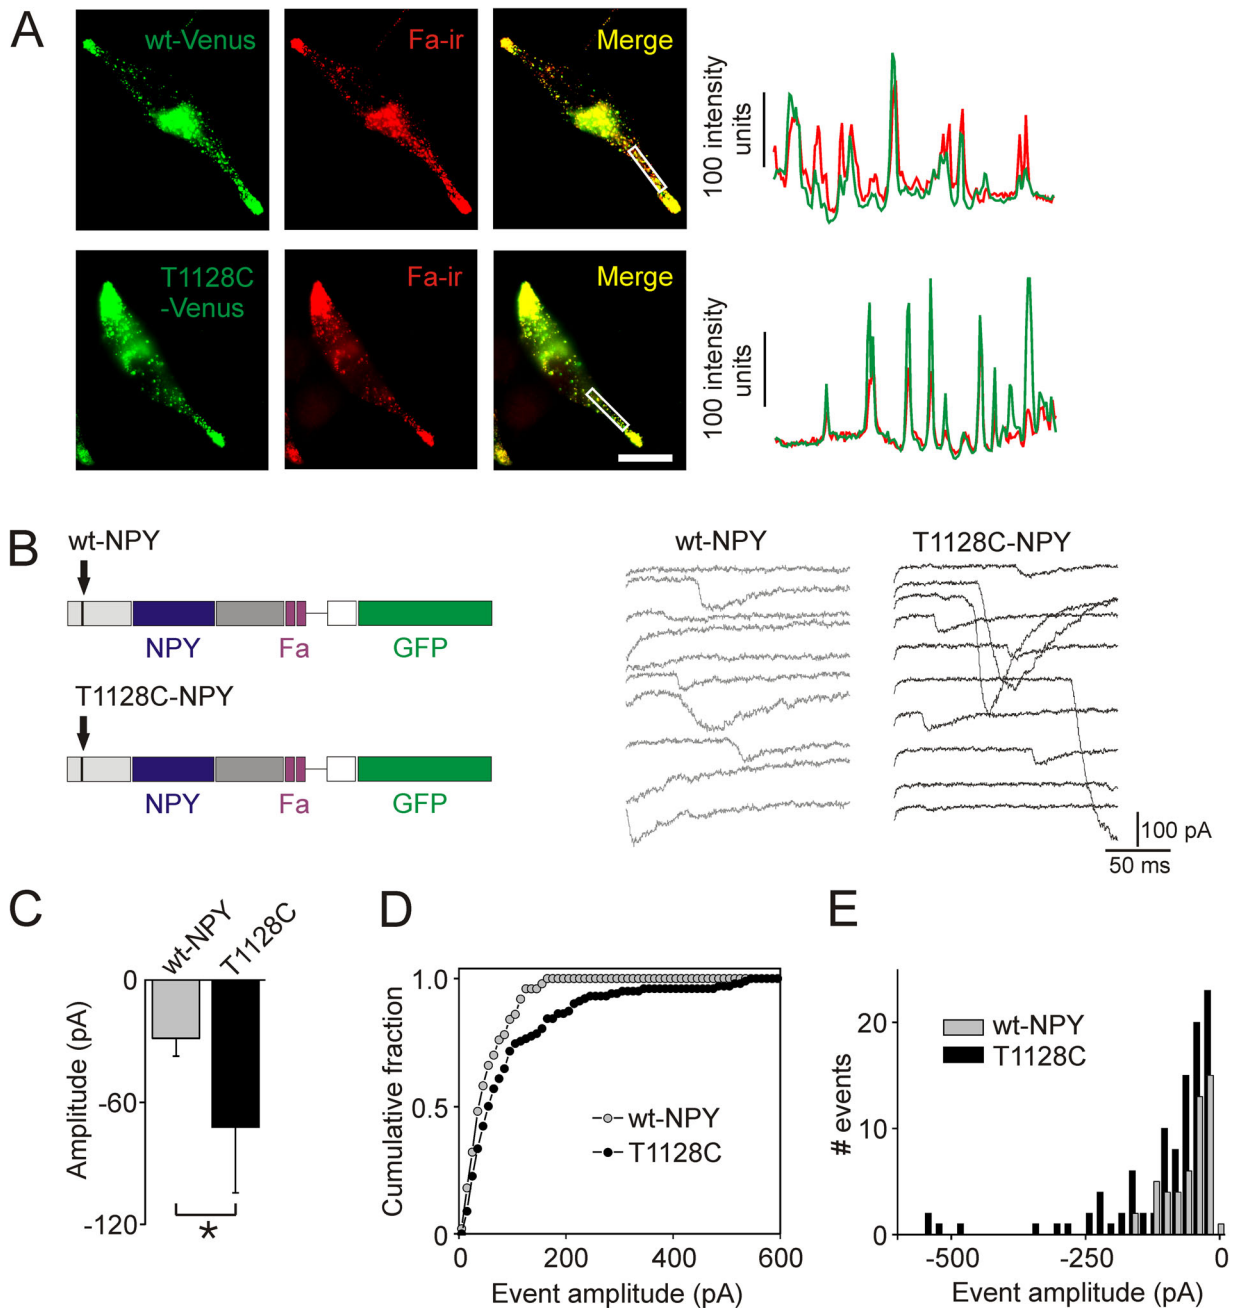 A
wt-Venus
Fa-ir
Merge
100 intensity
units
T1128C
-Venus
Fa-ir
Merge
100 intensity
units
B
wt-NPY
NPY
Fa
GFP
T1128C-NPY
NPY
Fa
GFP
wt-NPY
T1128C-NPY
100 pA
50 ms
C
wt-NPY
T1128C
0
-60
-120
Amplitude (pA)
*
D
1.0
0.5
0
Cumulative fraction
wt-NPY
T1128C
0
200
400
600
Event amplitude (pA)
E
20
10
0
# events
wt-NPY
T1128C
-500
-250
0
Event amplitude (pA)